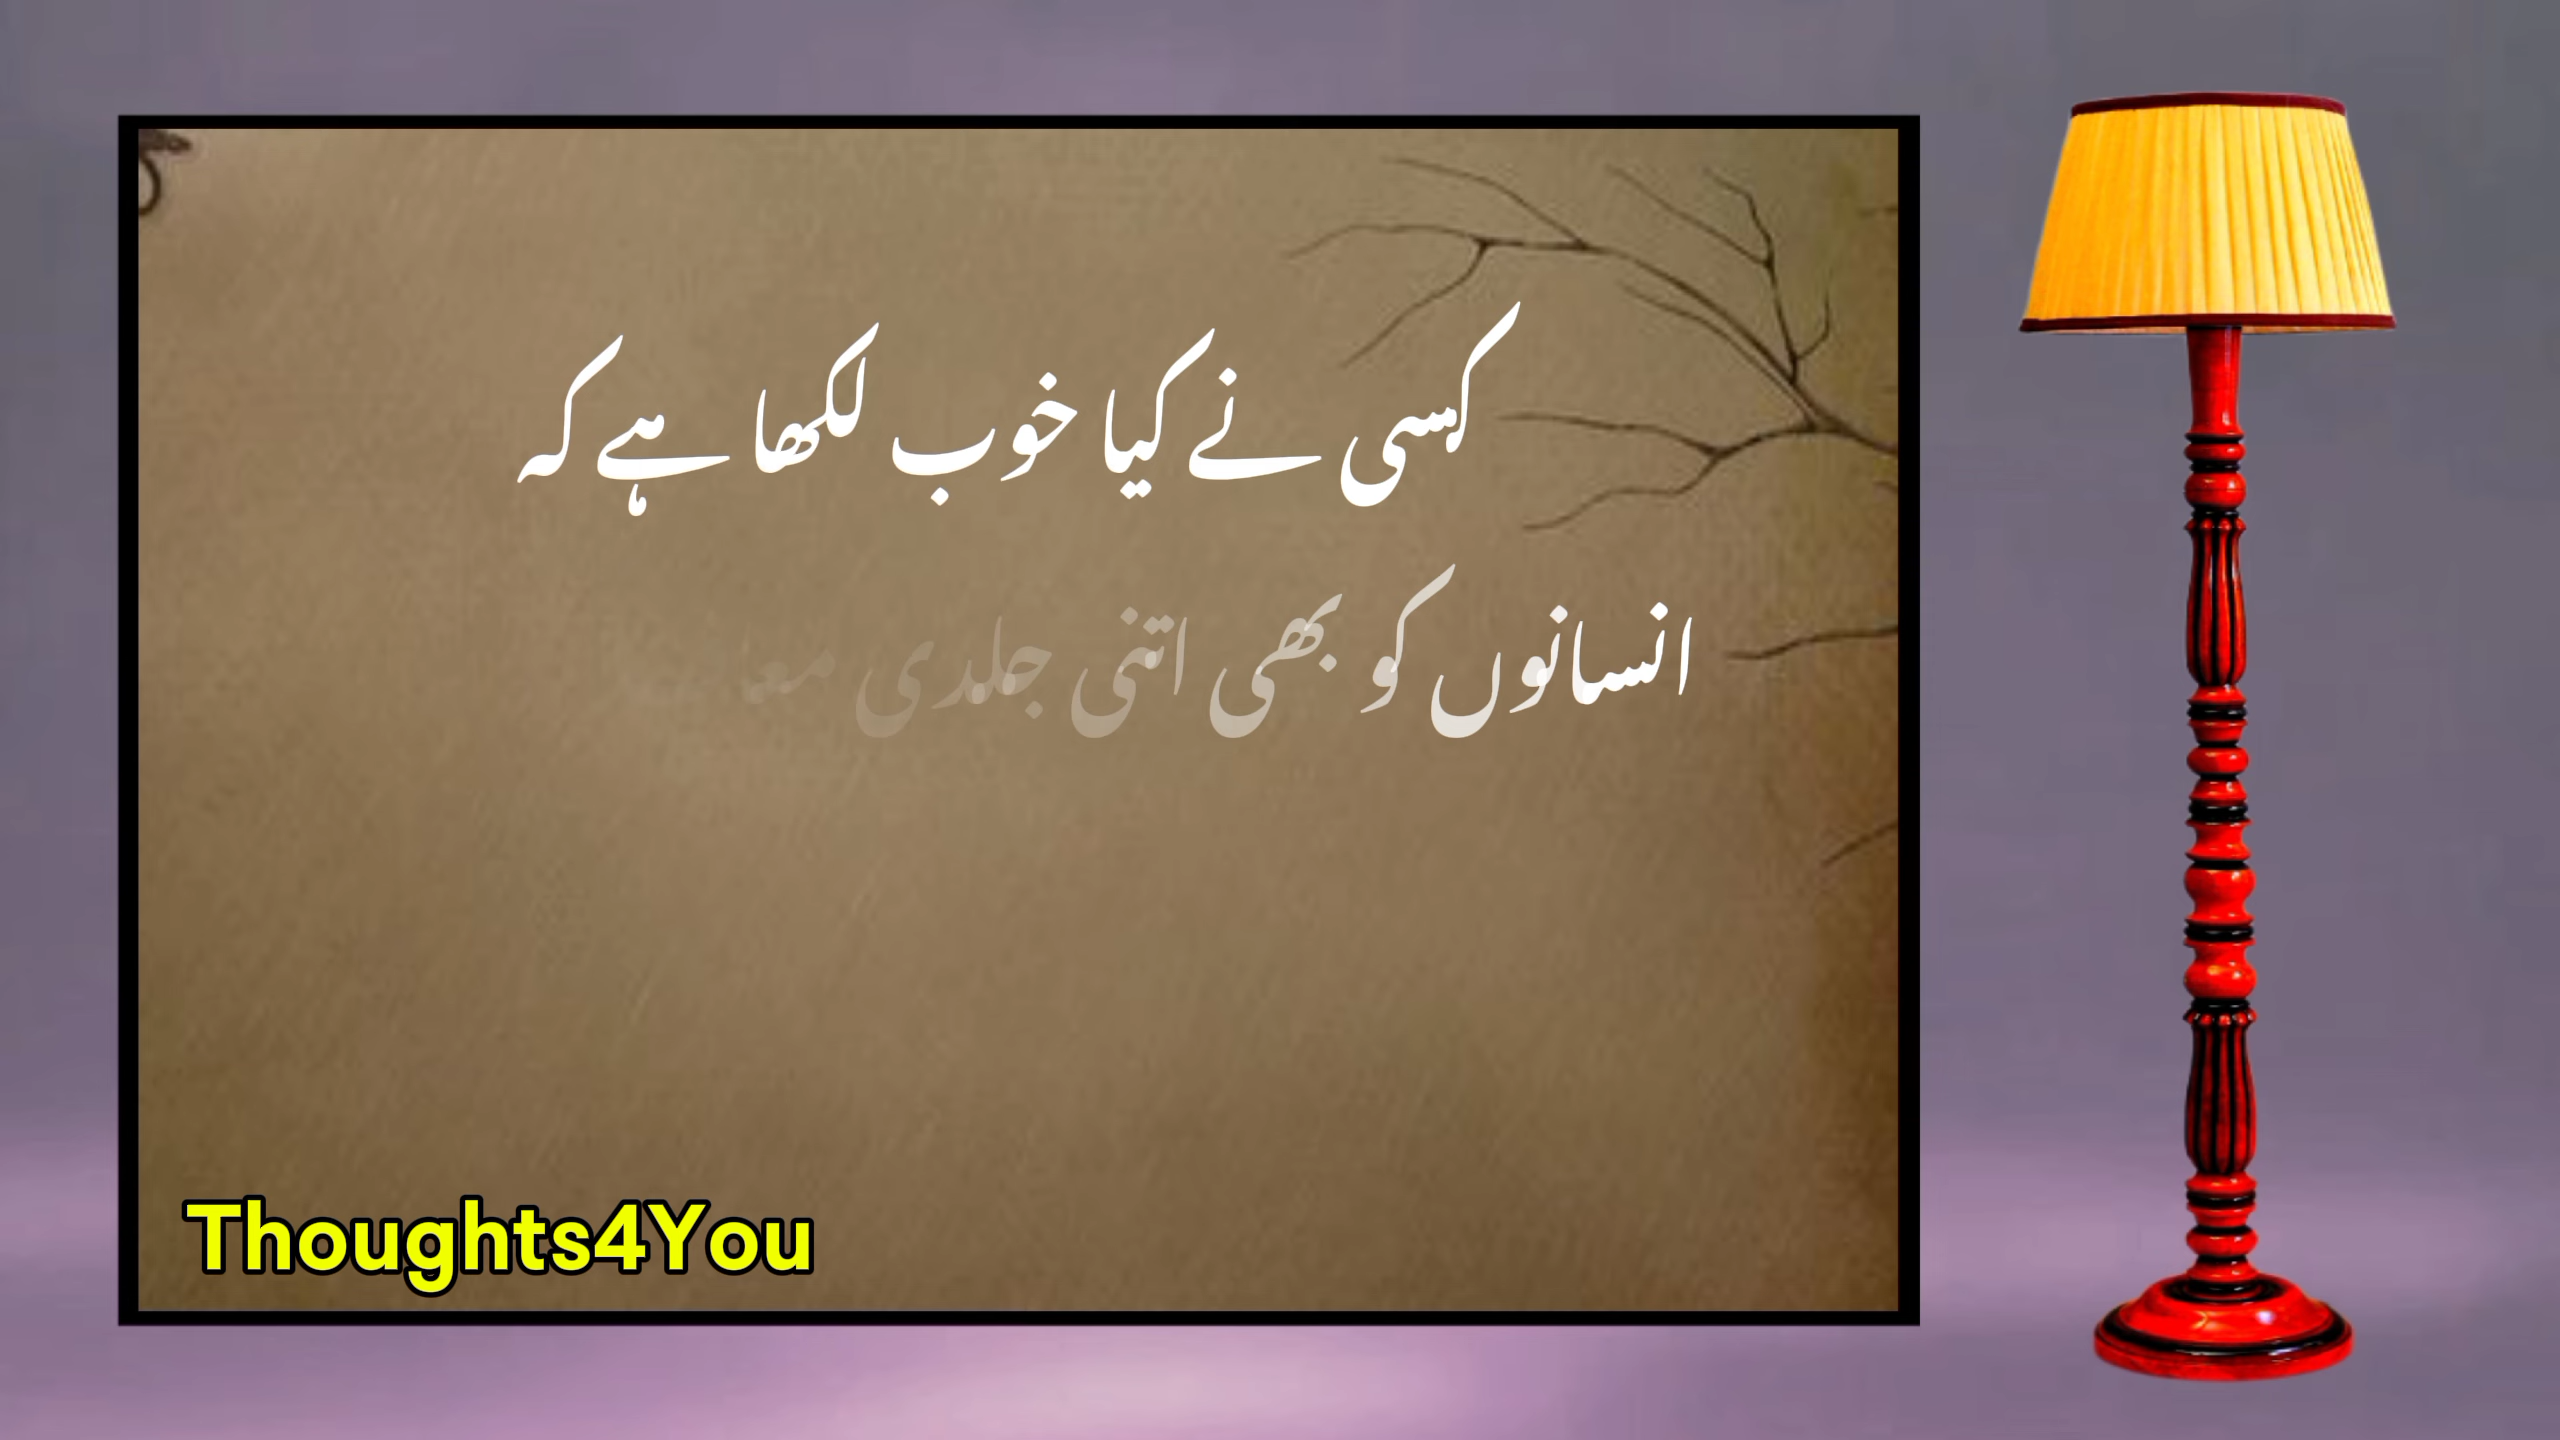 کسی نے کیا خوب لکھا ہے کہ
انسانوں کو بھی اتنی جلدی
Thoughts4You